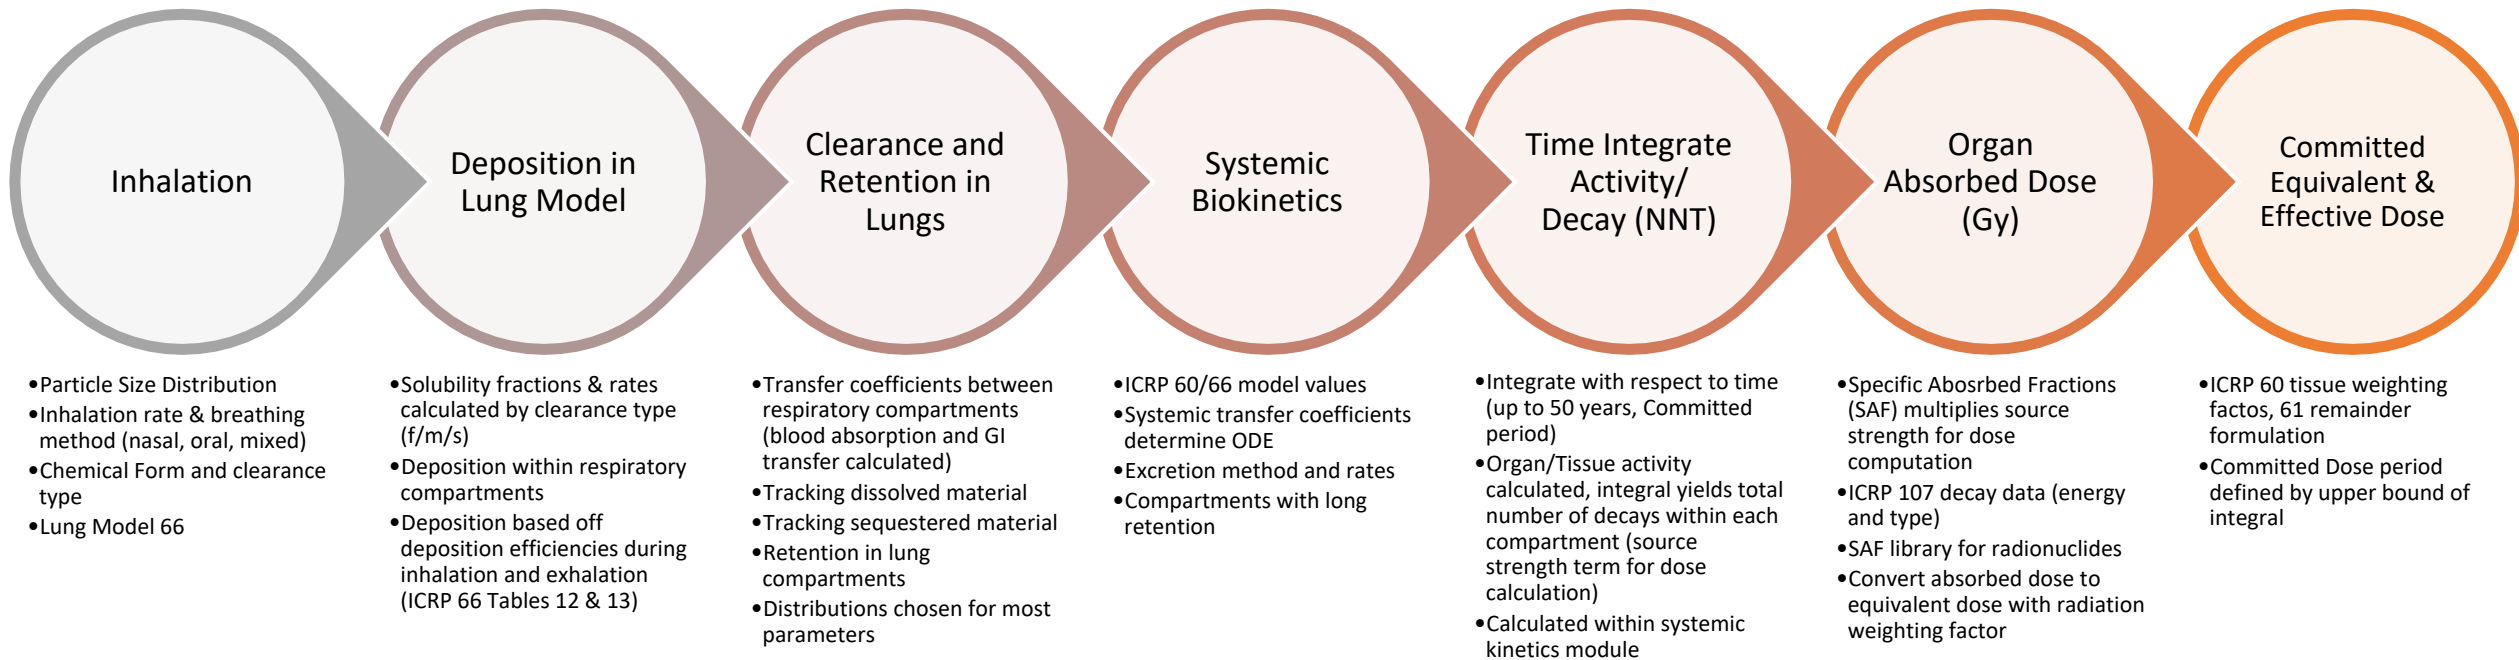 Inhalation
•Particle Size Distribution
•Inhalation rate & breathing
method (nasal, oral, mixed)
•Chemical Form and clearance
type
•Lung Model 66
Deposition in
Lung Model
•Solubility fractions & rates
calculated by clearance type
(f/m/s)
•Deposition within respiratory
compartments
•Deposition based off
deposition efficiencies during
inhalation and exhalation
(ICRP 66 Tables 12 & 13)
Clearance and
Retention in
Lungs
•Transfer coefficients between
respiratory compartments
(blood absorption and GI
transfer calculated)
•Tracking dissolved material
•Tracking sequestered material
•Retention in lung
compartments
•Distributions chosen for most
parameters
Systemic
Biokinetics
•ICRP 60/66 model values
•Systemic transfer coefficients
determine ODE
•Excretion method and rates
•Compartments with long
retention
Time Integrate
Activity/
Decay (NNT)
•Integrate with respect to time
(up to 50 years, Committed
period)
•Organ/Tissue activity
calculated, integral yields total
number of decays within each
compartment (source
strength term for dose
calculation)
•Calculated within systemic
kinetics module
Organ
Absorbed Dose
(Gy)
•Specific Abosrbed Fractions
(SAF) multiplies source
strength for dose
computation
•ICRP 107 decay data (energy
and type)
•SAF library for radionuclides
•Convert absorbed dose to
equivalent dose with radiation
weighting factor
Committed
Equivalent &
Effective Dose
•ICRP 60 tissue weighting
factos, 61 remainder
formulation
•Committed Dose period
defined by upper bound of
integral